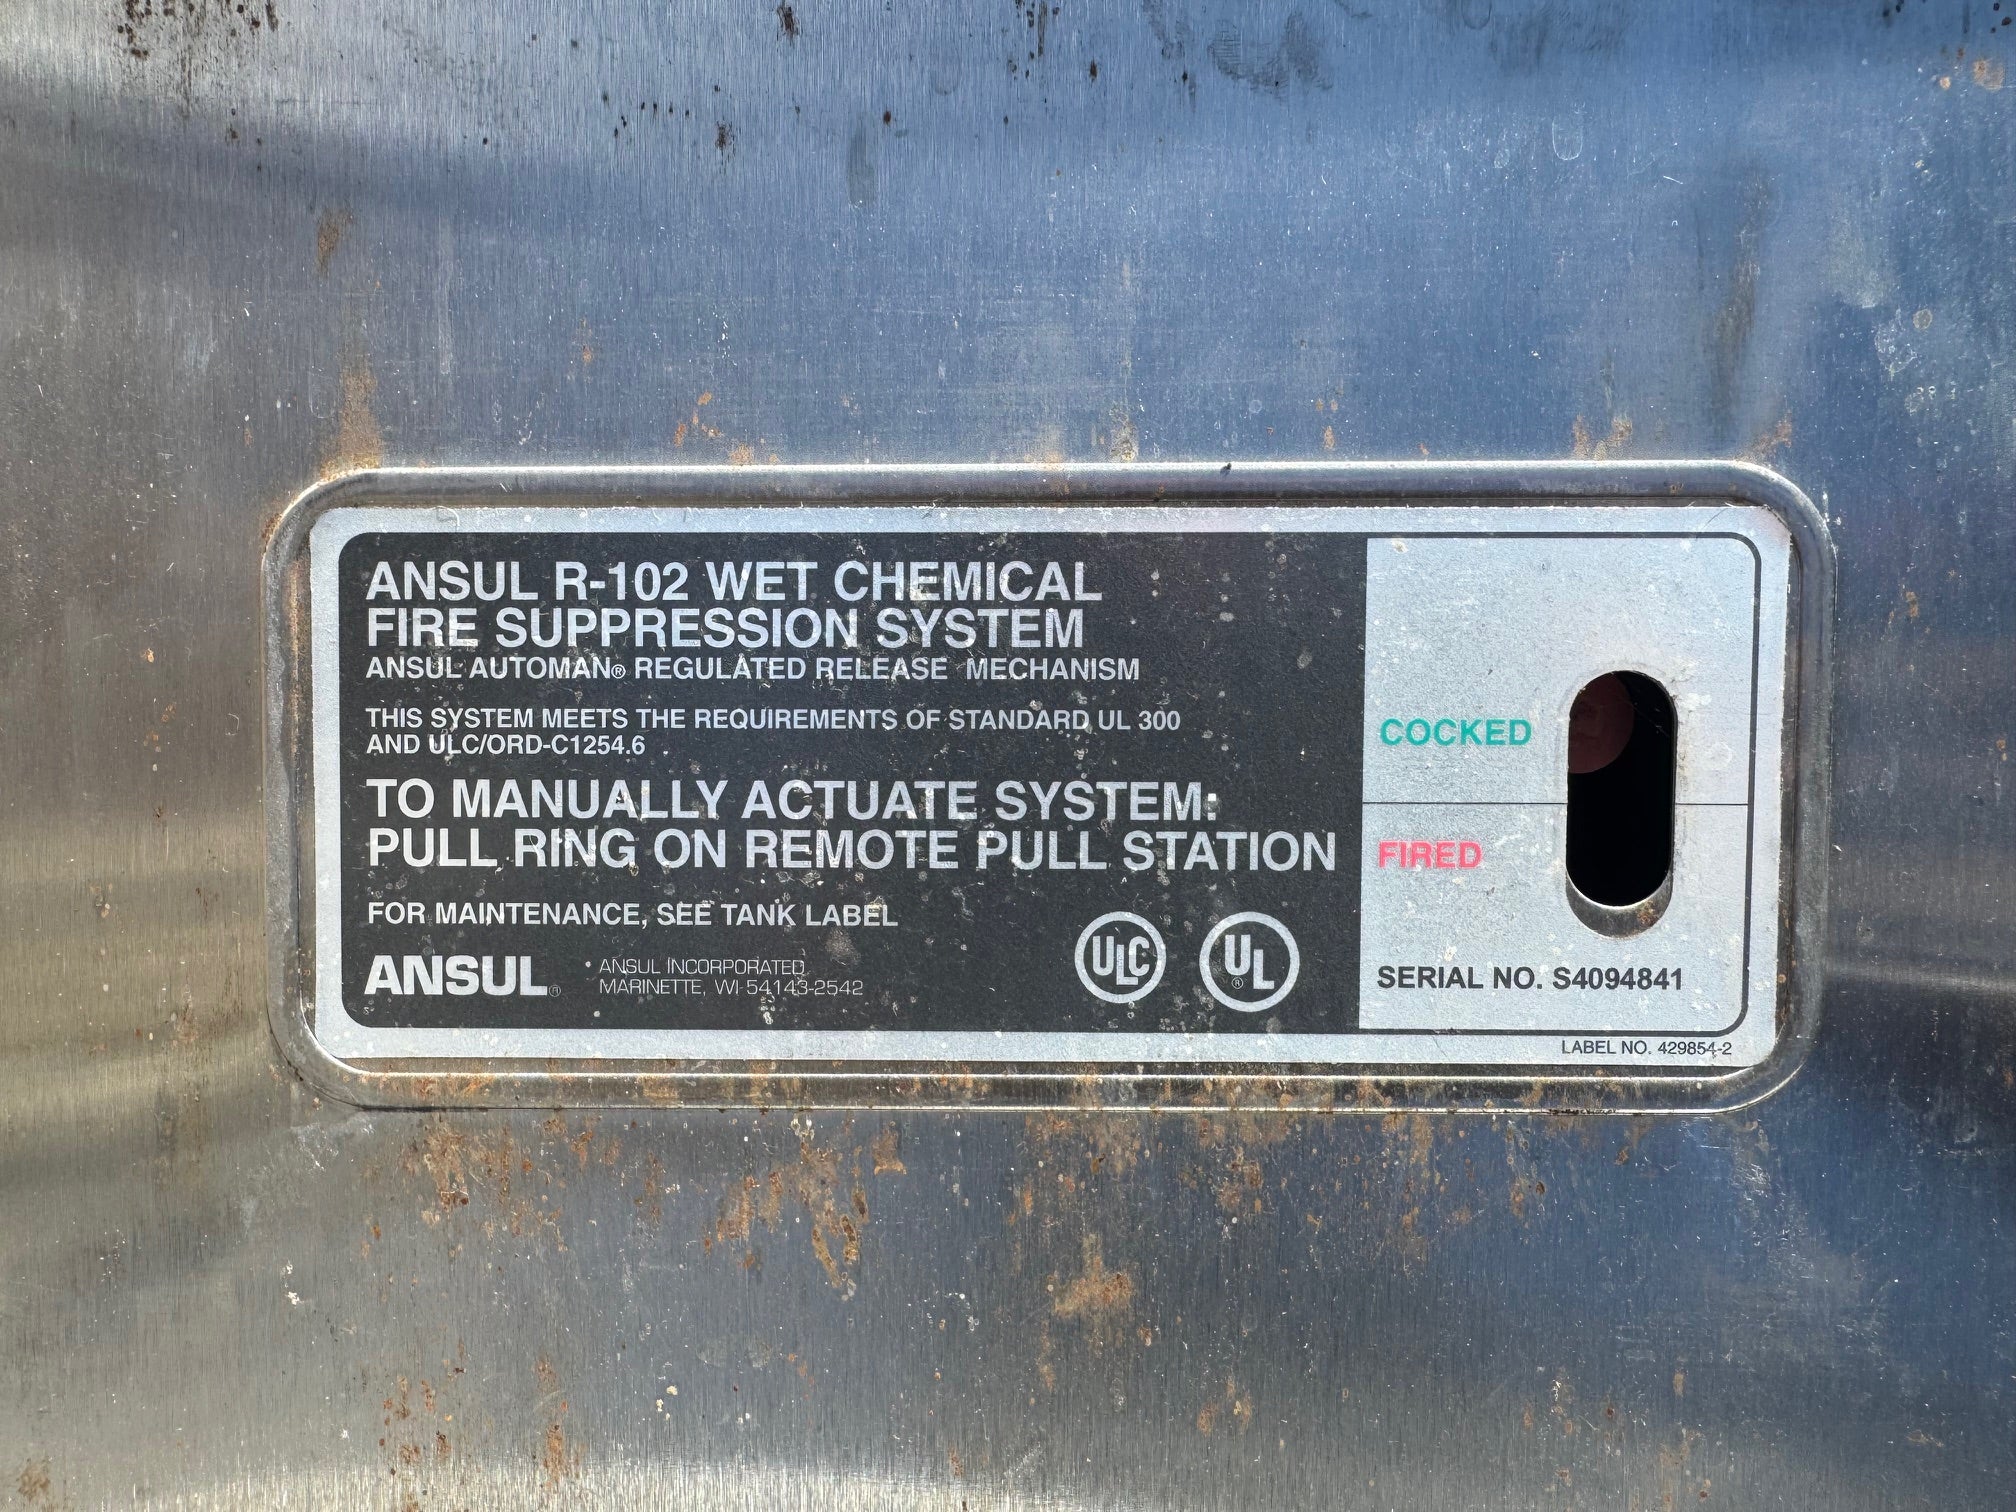 ANSUL R-102 WET CHEMICAL
FIRE SUPPRESSION SYSTEM
ANSUL AUTOMAN® REGULATED RELEASE MECHANISM
THIS SYSTEM MEETS THE REQUIREMENTS OF STANDARD UL 300
AND ULC/ORD-C1254.6
TO MANUALLY ACTUATE SYSTEM:
PULL RING ON REMOTE PULL STATION
FOR MAINTENANCE, SEE TANK LABEL
ANSUL®
ANSUL INCORPORATED
MARINETTE, WI 54143-2542
ULC
UL®
COCKED
FIRED
SERIAL NO. S4094841
LABEL NO. 429854-2